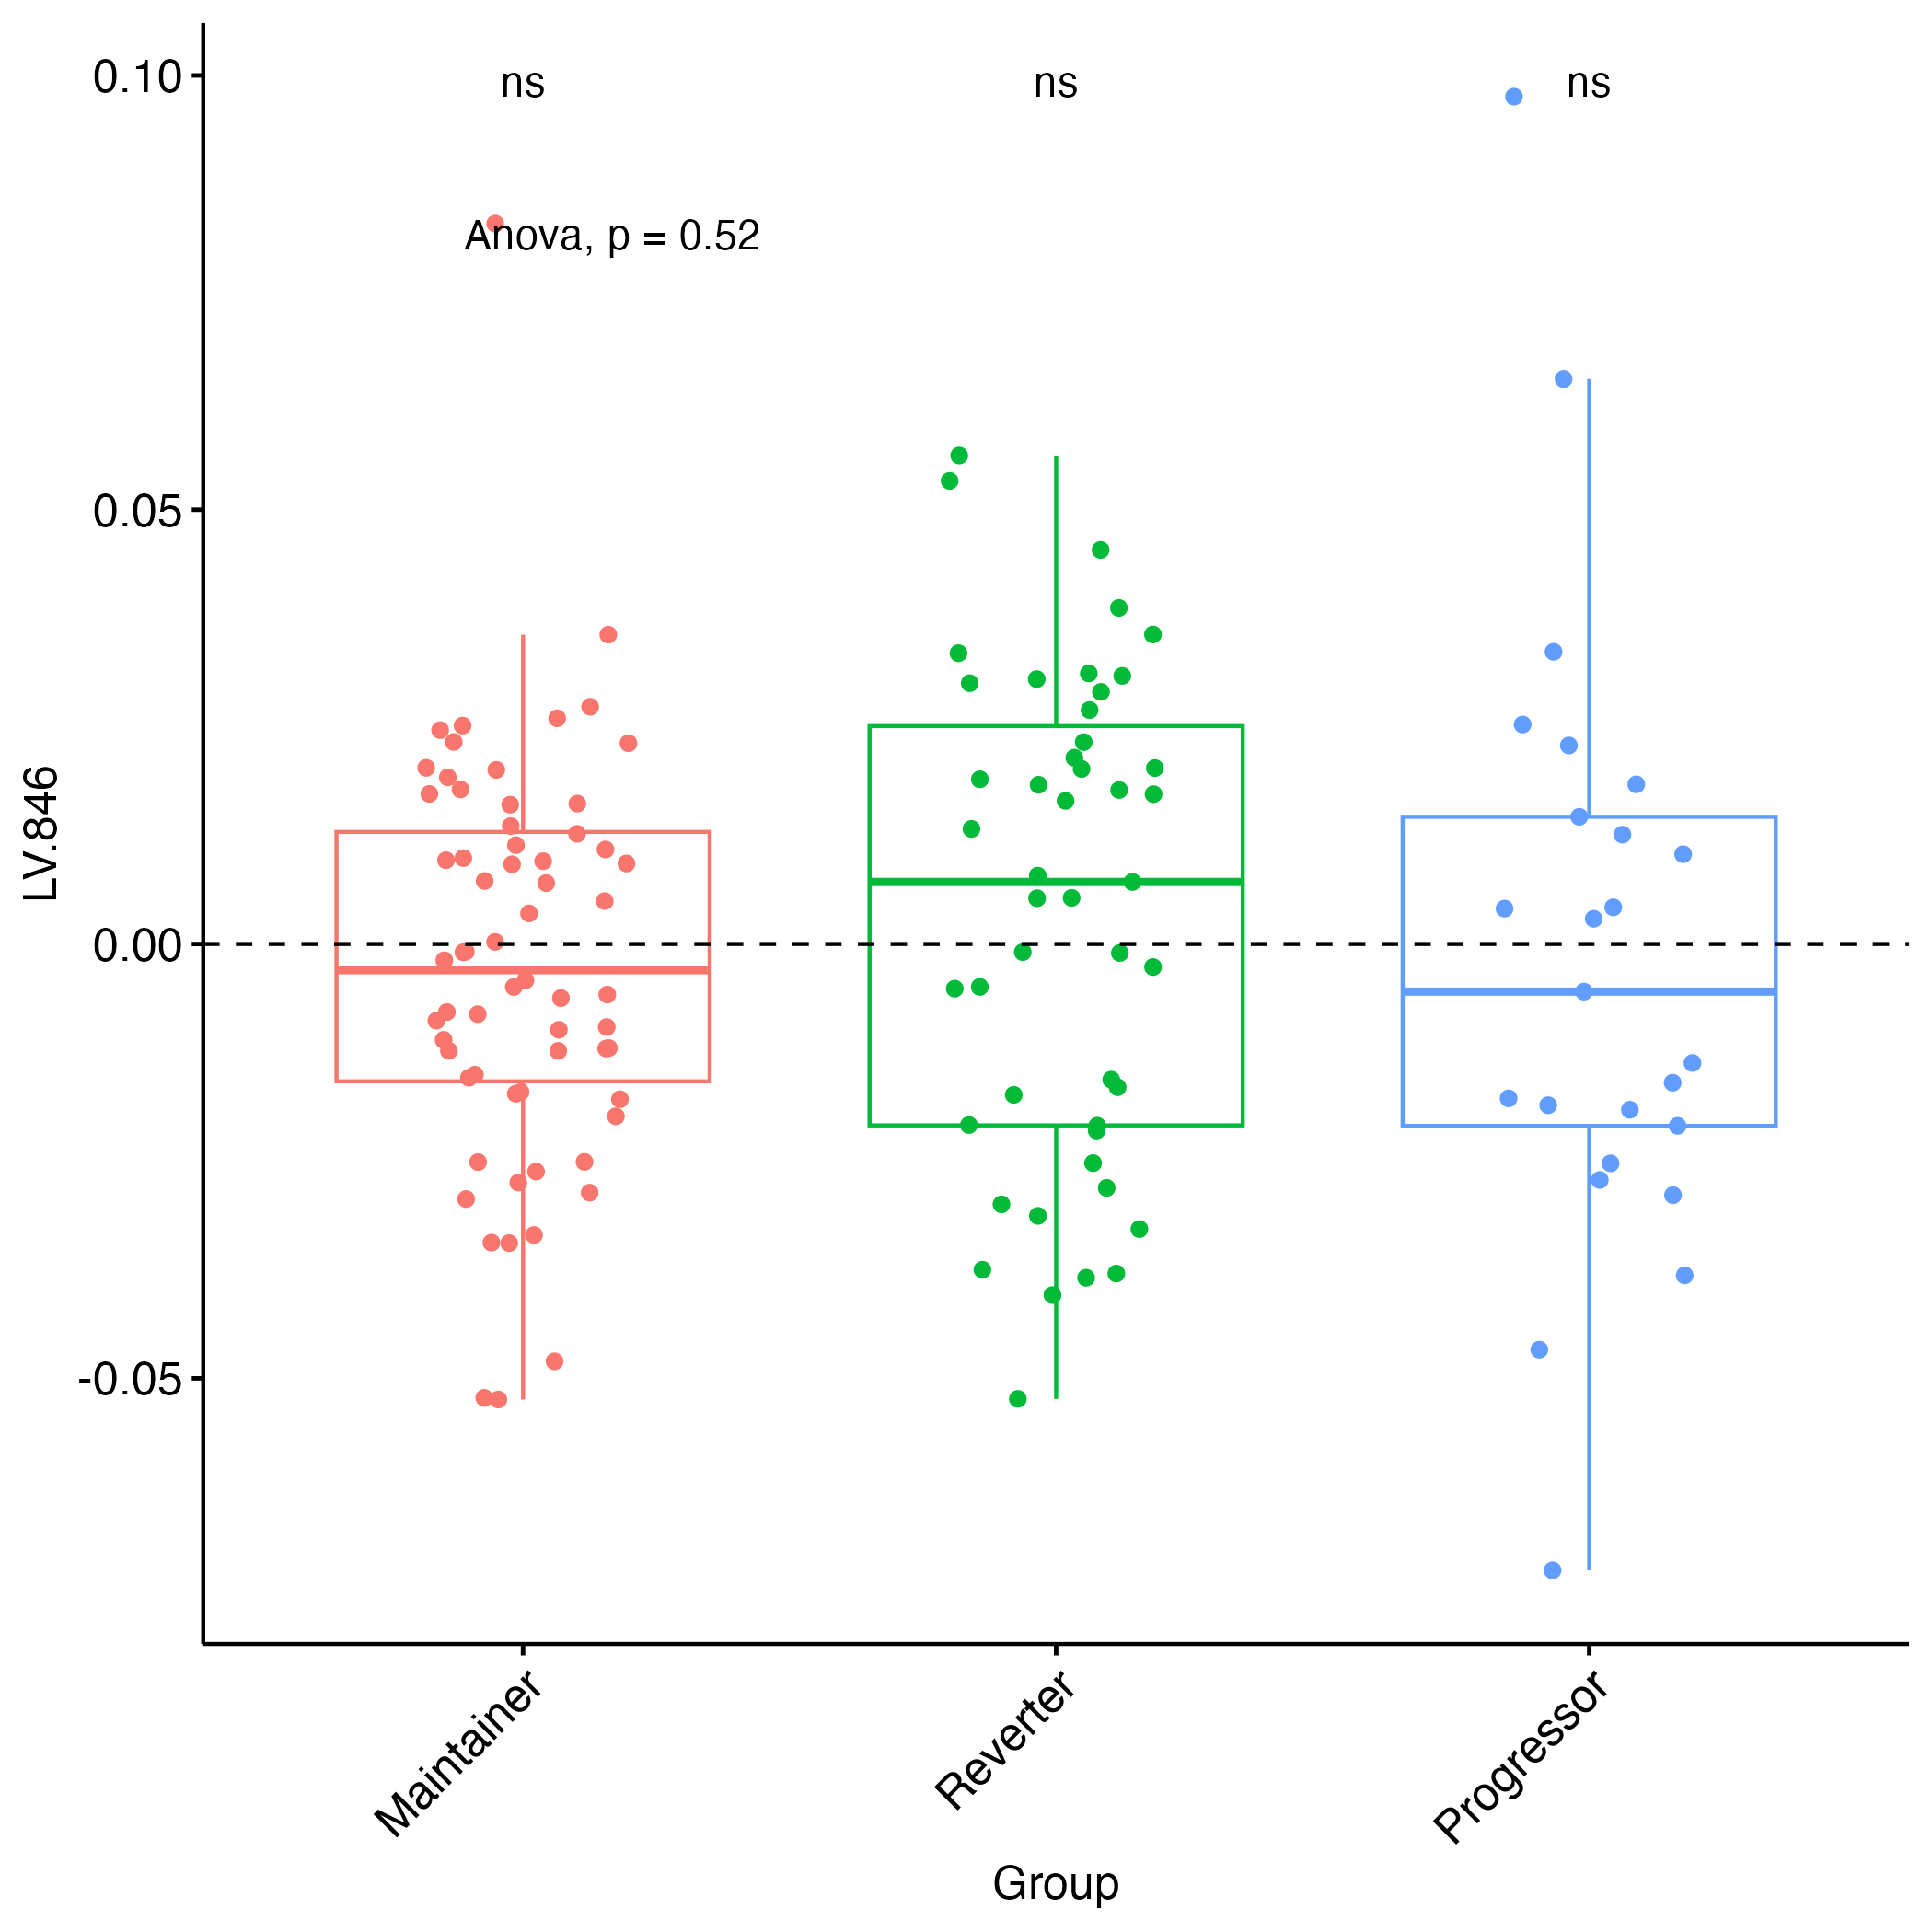 0.10
ns
ns
ns
Anova, p = 0.52
0.05
LV.846
0.00
-0.05
Maintainer
Reverter
Progressor
Group